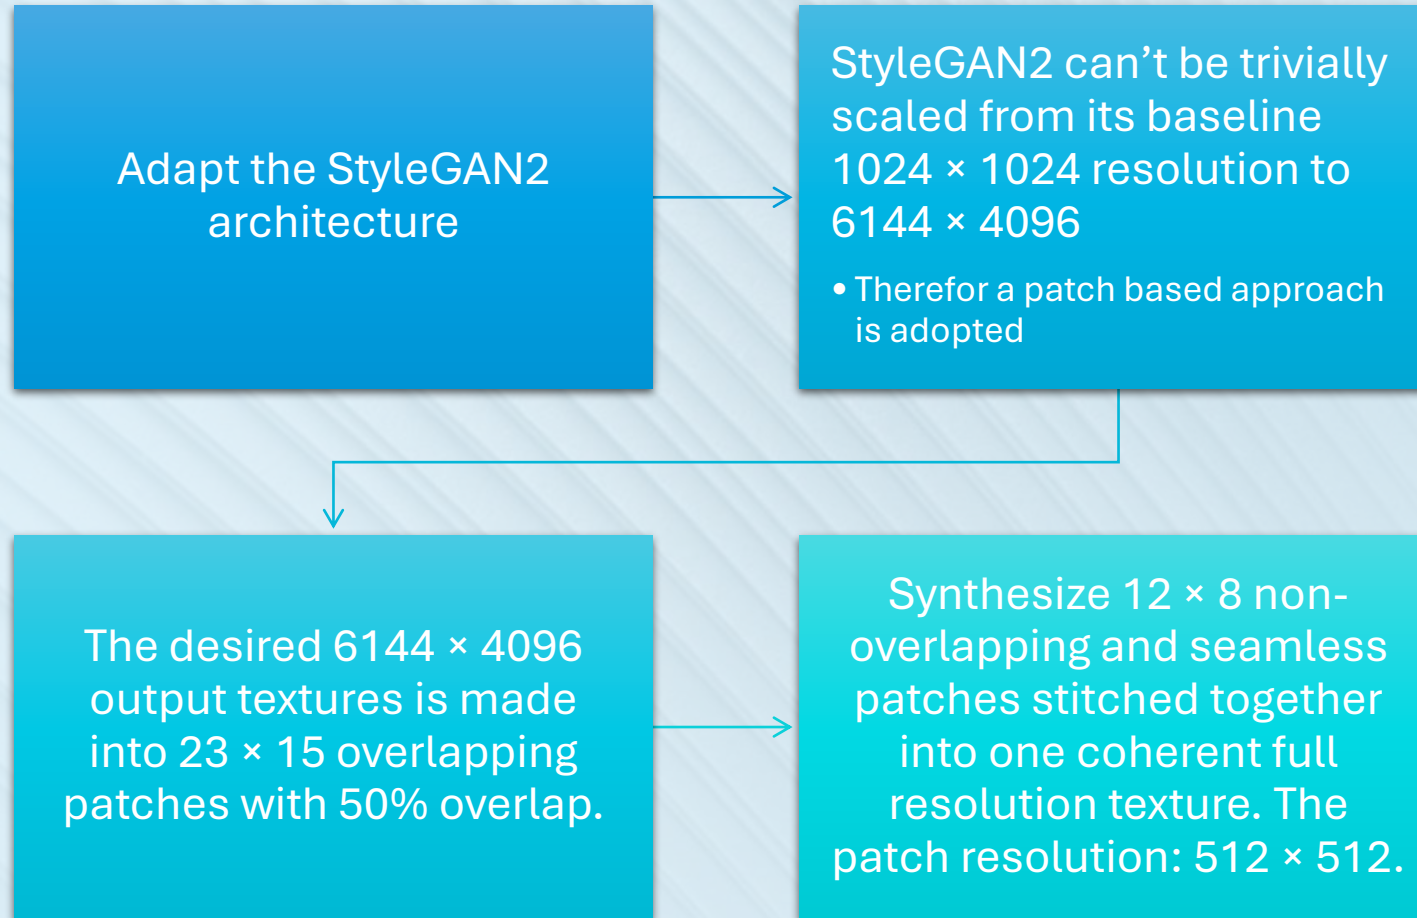 Adapt the StyleGAN2
architecture
StyleGAN2 can’t be trivially
scaled from its baseline
1024 × 1024 resolution to
6144 × 4096
• Therefor a patch based approach
is adopted
The desired 6144 × 4096
output textures is made
into 23 × 15 overlapping
patches with 50% overlap.
Synthesize 12 × 8 non-
overlapping and seamless
patches stitched together
into one coherent full
resolution texture. The
patch resolution: 512 × 512.